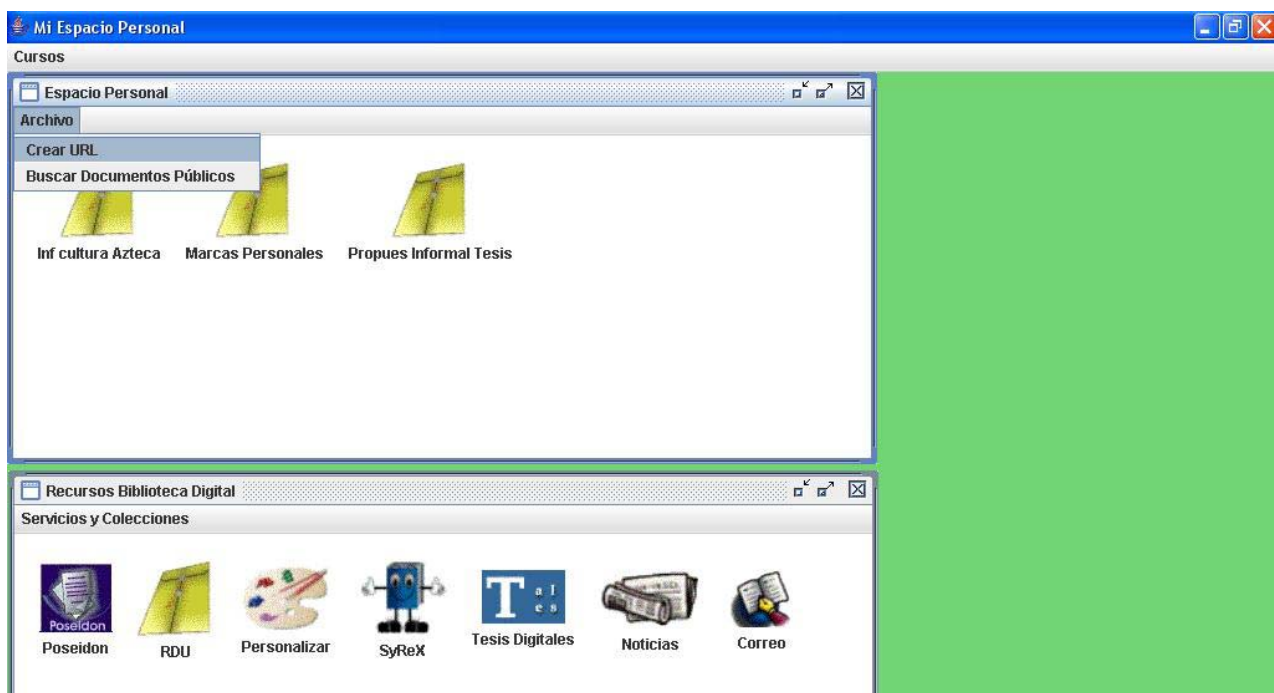 Mi Espacio Personal
Cursos
Espacio Personal
Archivo
Crear URL
Buscar Documentos Públicos
Inf cultura Azteca Marcas Personales Propues Informal Tesis
Recursos Biblioteca Digital
Servicios y Colecciones
Poseidon
T a l e s
Poseidon RDU Personalizar SyReX Tesis Digitales Noticias Correo